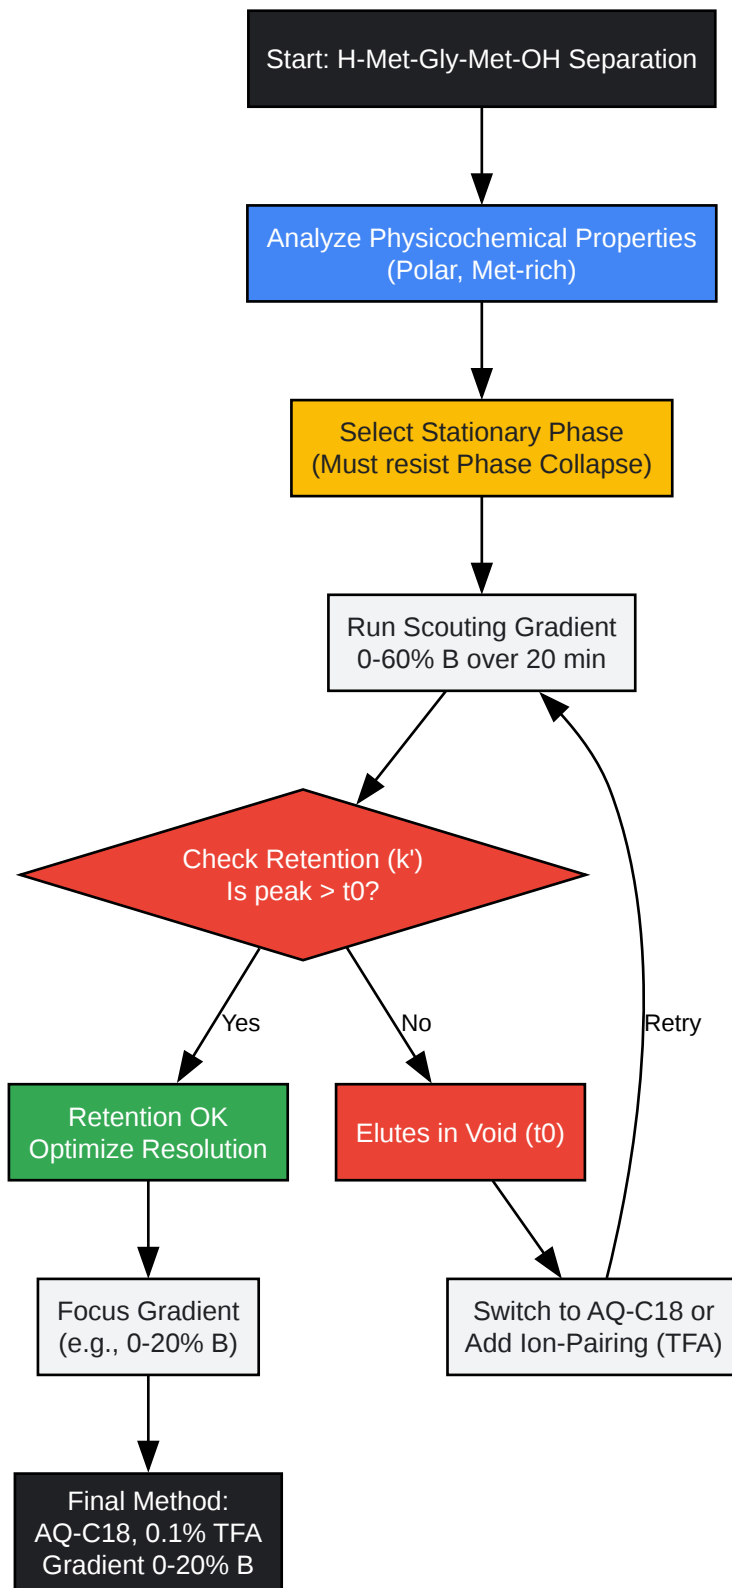 Start: H-Met-Gly-Met-OH Separation
Analyze Physicochemical Properties
(Polar, Met-rich)
Select Stationary Phase
(Must resist Phase Collapse)
Run Scouting Gradient
0-60% B over 20 min
Check Retention (k')
Is peak > t0?
Yes
No
Retry
Retention OK
Optimize Resolution
Elutes in Void (t0)
Focus Gradient
(e.g., 0-20% B)
Switch to AQ-C18 or
Add Ion-Pairing (TFA)
Final Method:
AQ-C18, 0.1% TFA
Gradient 0-20% B